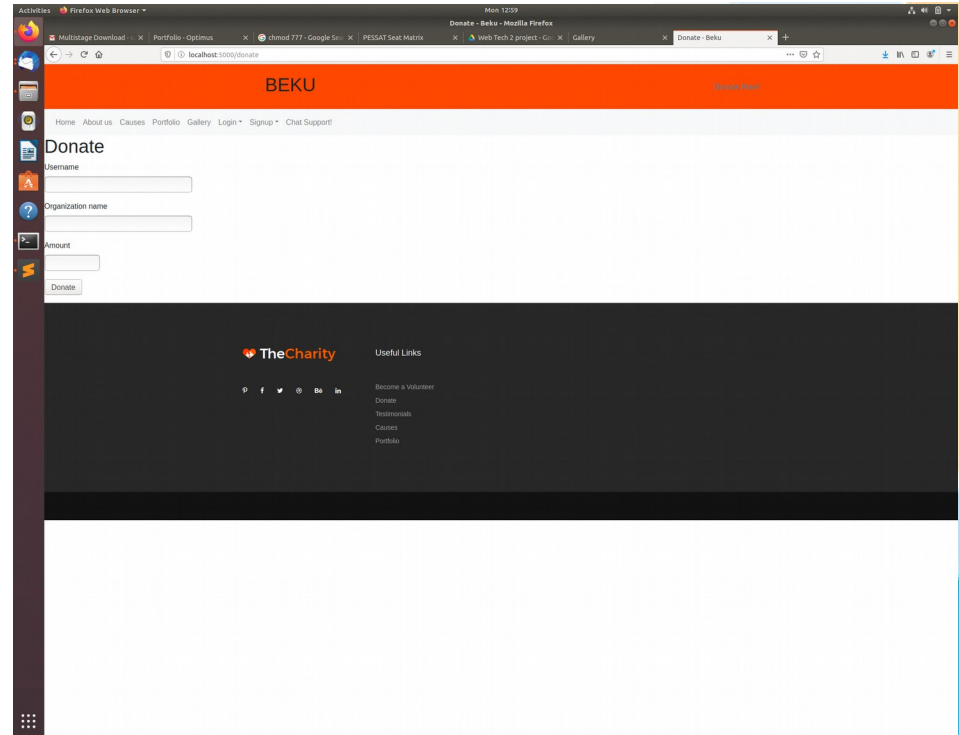 Activities Firefox Web Browser Mon 12:59
Donate - Beku - Mozilla Firefox
Multistage Download - Portfolio - Optimus chmod 777 - Google Sea PESSAT Seat Matrix Web Tech 2 project - Goo Gallery Donate - Beku
localhost:5000/donate
BEKU
Home About us Causes Portfolio Gallery Login Signup Chat Support!
Donate
Username
Organization name
Amount
Donate
TheCharity
Useful Links
Become a Volunteer
Donate
Testimonials
Causes
Portfolio